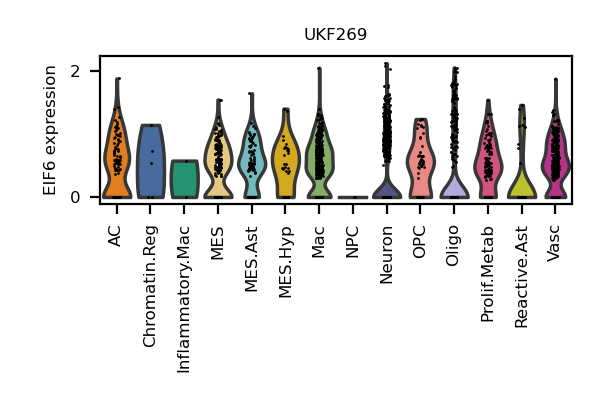 UKF269
EIF6 expression
2
0
AC
Chromatin.Reg
Inflammatory.Mac
MES
MES.Ast
MES.Hyp
Mac
NPC
Neuron
OPC
Oligo
Prolif.Metab
Reactive.Ast
Vasc